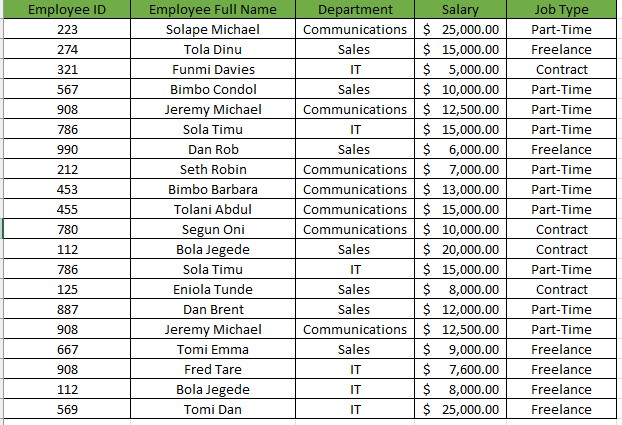 Employee ID Employee Full Name Department Salary Job Type
223 Solape Michael Communications $ 25,000.00 Part-Time
274 Tola Dinu Sales $ 15,000.00 Freelance
321 Funmi Davies IT $ 5,000.00 Contract
567 Bimbo Condol Sales $ 10,000.00 Part-Time
908 Jeremy Michael Communications $ 12,500.00 Part-Time
786 Sola Timu IT $ 15,000.00 Part-Time
990 Dan Rob Sales $ 6,000.00 Freelance
212 Seth Robin Communications $ 7,000.00 Part-Time
453 Bimbo Barbara Communications $ 13,000.00 Part-Time
455 Tolani Abdul Communications $ 15,000.00 Part-Time
780 Segun Oni Communications $ 10,000.00 Contract
112 Bola Jegede Sales $ 20,000.00 Contract
786 Sola Timu IT $ 15,000.00 Part-Time
125 Eniola Tunde Sales $ 8,000.00 Contract
887 Dan Brent Sales $ 12,000.00 Part-Time
908 Jeremy Michael Communications $ 12,500.00 Part-Time
667 Tomi Emma Sales $ 9,000.00 Freelance
908 Fred Tare IT $ 7,600.00 Freelance
112 Bola Jegede IT $ 8,000.00 Freelance
569 Tomi Dan IT $ 25,000.00 Freelance